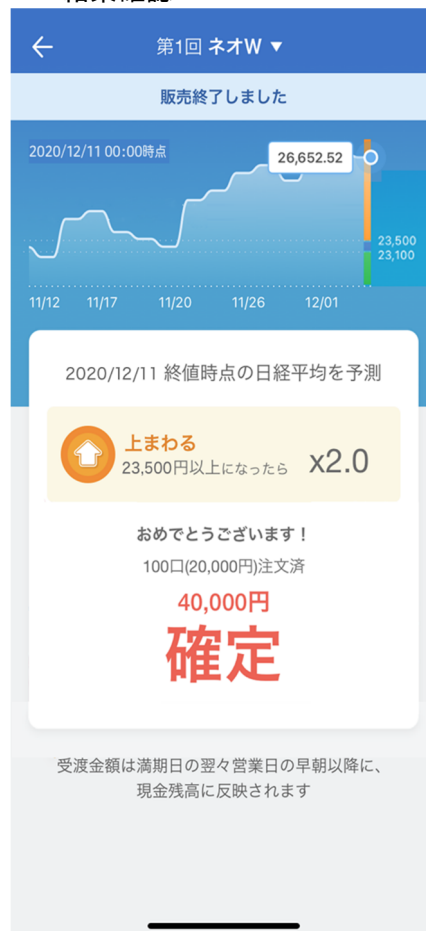 第1回 ネオW ▼
販売終了しました
2020/12/11 00:00時点
26,652.52
23,500
23,100
11/12 11/17 11/20 11/26 12/01
2020/12/11 終値時点の日経平均を予測
上まわる
23,500円以上になったら x2.0
おめでとうございます！
100口(20,000円)注文済
40,000円
確定
受渡金額は満期日の翌々営業日の早朝以降に、
現金残高に反映されます